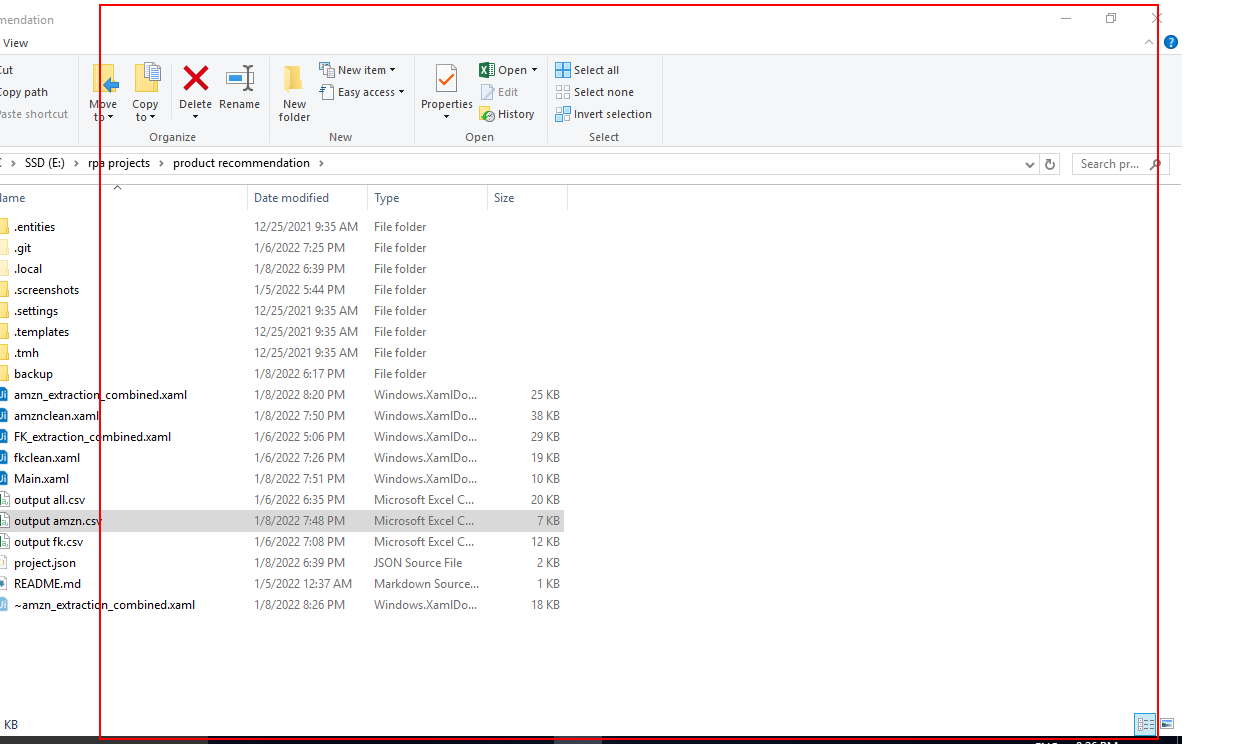 mendation
View
Cut
Copy path
Paste shortcut
Move to
Copy to
Delete
Rename
New folder
New item
Easy access
Properties
Open
Edit
History
Select all
Select none
Invert selection
Organize
New
Open
Select
SSD (E:) > rpa projects > product recommendation >
Search pr...
Name Date modified Type Size
.entities 12/25/2021 9:35 AM File folder
.git 1/6/2022 7:25 PM File folder
.local 1/8/2022 6:39 PM File folder
.screenshots 1/5/2022 5:44 PM File folder
.settings 12/25/2021 9:35 AM File folder
.templates 12/25/2021 9:35 AM File folder
.tmh 12/25/2021 9:35 AM File folder
backup 1/8/2022 6:17 PM File folder
amzn_extraction_combined.xaml 1/8/2022 8:20 PM Windows.XamlDo... 25 KB
amznclean.xaml 1/8/2022 7:50 PM Windows.XamlDo... 38 KB
FK_extraction_combined.xaml 1/6/2022 5:06 PM Windows.XamlDo... 29 KB
fkclean.xaml 1/6/2022 7:26 PM Windows.XamlDo... 19 KB
Main.xaml 1/8/2022 7:51 PM Windows.XamlDo... 10 KB
output all.csv 1/6/2022 6:35 PM Microsoft Excel C... 20 KB
output amzn.csv 1/8/2022 7:48 PM Microsoft Excel C... 7 KB
output fk.csv 1/6/2022 7:08 PM Microsoft Excel C... 12 KB
project.json 1/8/2022 6:39 PM JSON Source File 2 KB
README.md 1/5/2022 12:37 AM Markdown Source... 1 KB
~amzn_extraction_combined.xaml 1/8/2022 8:26 PM Windows.XamlDo... 18 KB
KB